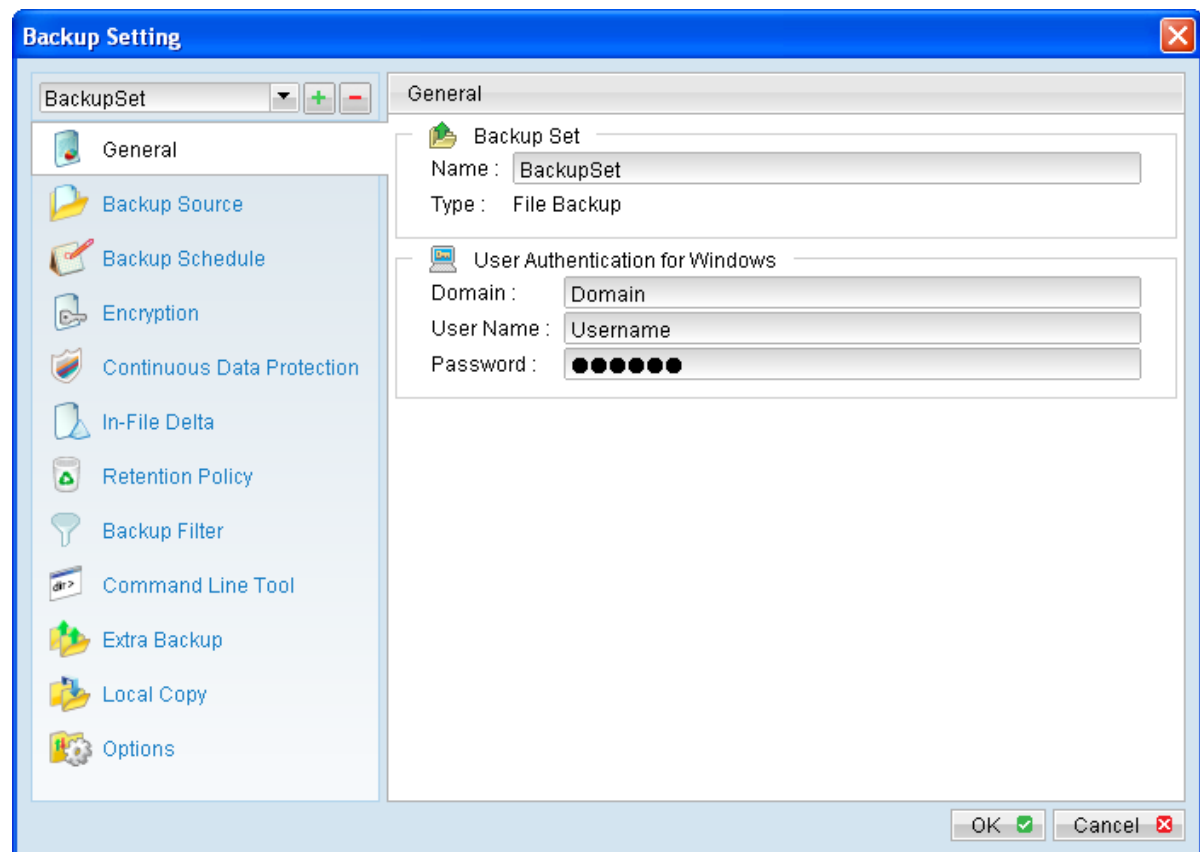 Backup Setting
BackupSet
General
Backup Source
Backup Schedule
Encryption
Continuous Data Protection
In-File Delta
Retention Policy
Backup Filter
dir>
Command Line Tool
Extra Backup
Local Copy
Options
General
Backup Set
Name : BackupSet
Type : File Backup
User Authentication for Windows
Domain : Domain
User Name : Username
Password : ●●●●●●
OK
Cancel